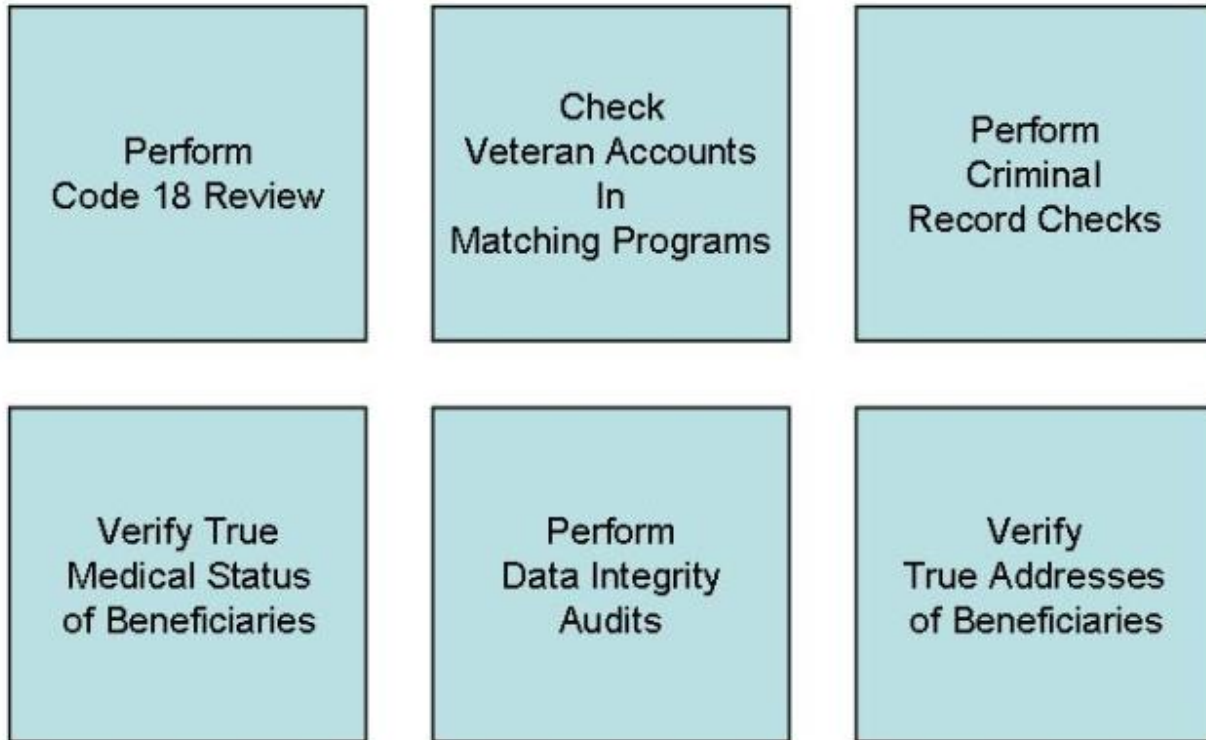 Perform
Code 18 Review
Check
Veteran Accounts
In
Matching Programs
Perform
Criminal
Record Checks
Verify True
Medical Status
of Beneficiaries
Perform
Data Integrity
Audits
Verify
True Addresses
of Beneficiaries